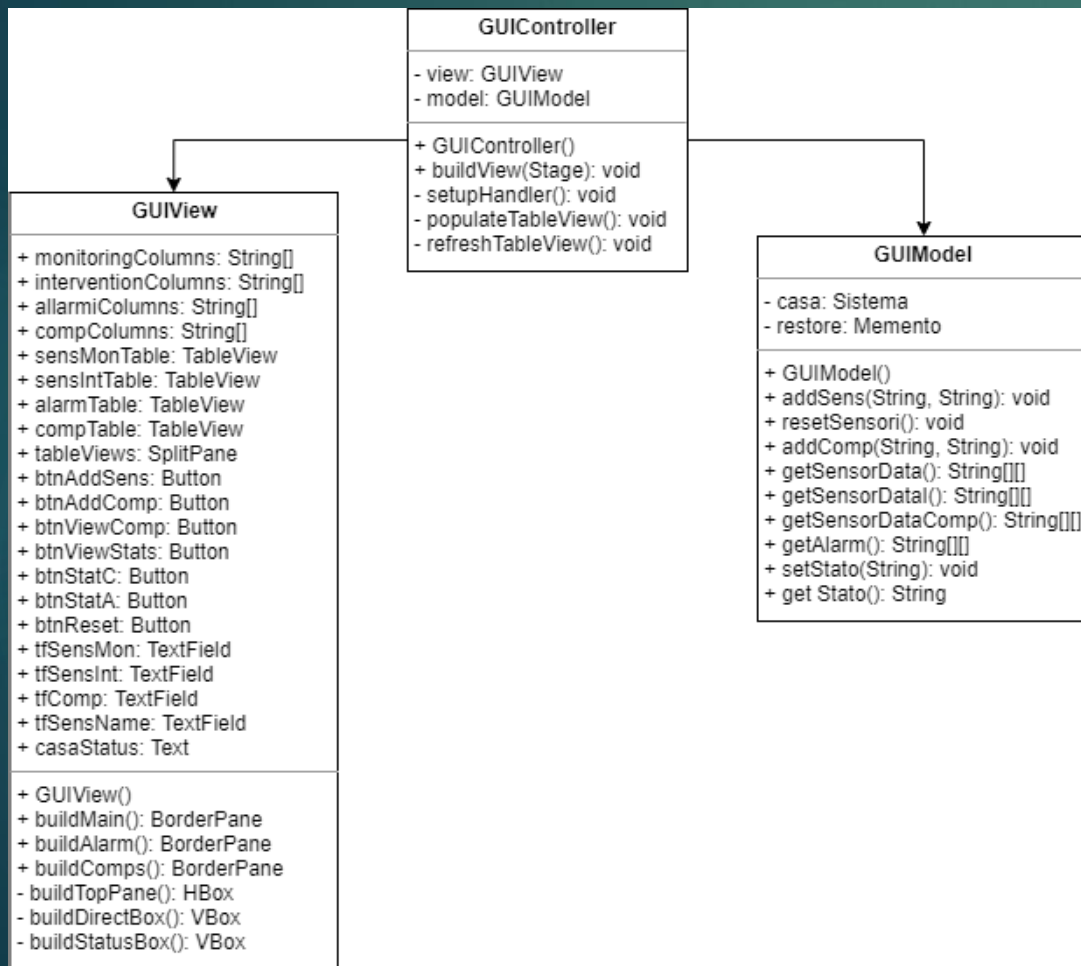 GUIController
- view: GUIView
- model: GUIModel
+ GUIController()
+ buildView(Stage): void
- setupHandler(): void
- populateTableView(): void
- refreshTableView(): void
GUIView
+ monitoringColumns: String[]
+ interventionColumns: String[]
+ allarmiColumns: String[]
+ compColumns: String[]
+ sensMonTable: TableView
+ sensIntTable: TableView
+ alarmTable: TableView
+ compTable: TableView
+ tableViews: SplitPane
+ btnAddSens: Button
+ btnAddComp: Button
+ btnViewComp: Button
+ btnViewStats: Button
+ btnStatC: Button
+ btnStatA: Button
+ btnReset: Button
+ tfSensMon: TextField
+ tfSensInt: TextField
+ tfComp: TextField
+ tfSensName: TextField
+ casaStatus: Text
+ GUIView()
+ buildMain(): BorderPane
+ buildAlarm(): BorderPane
+ buildComps(): BorderPane
- buildTopPane(): HBox
- buildDirectBox(): VBox
- buildStatusBox(): VBox
GUIModel
- casa: Sistema
- restore: Memento
+ GUIModel()
+ addSens(String, String): void
+ resetSensori(): void
+ addComp(String, String): void
+ getSensorData(): String[][]
+ getSensorDataI(): String[][]
+ getSensorDataComp(): String[][]
+ getAlarm(): String[][]
+ setStato(String): void
+ get Stato(): String